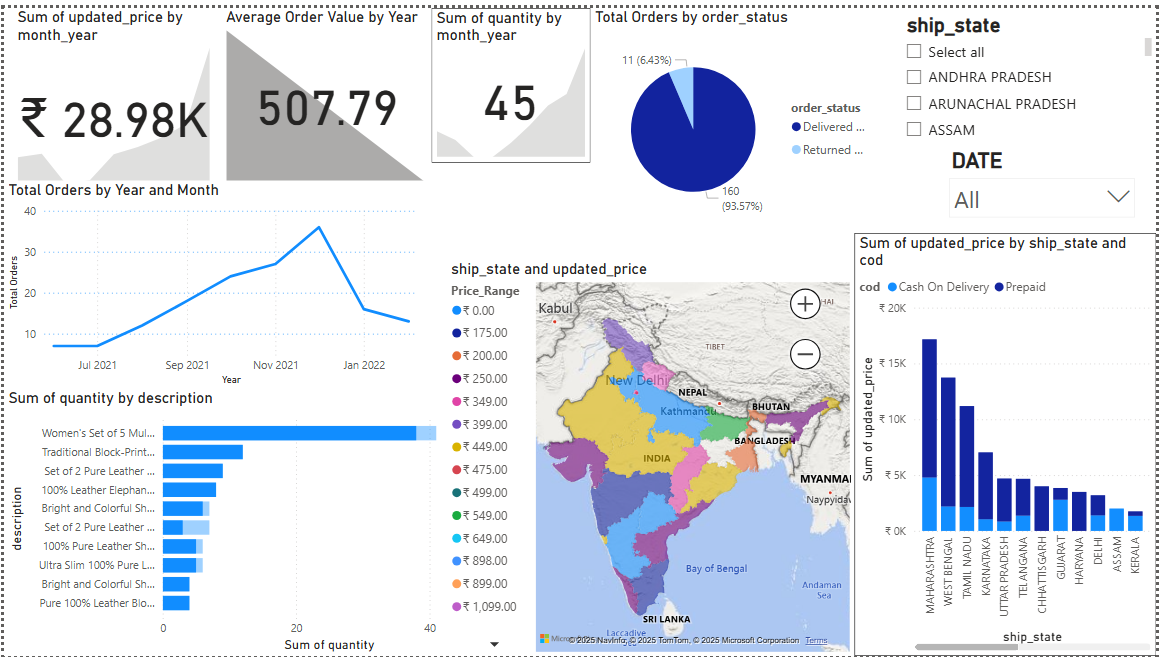 Sum of updated_price by
month_year
₹ 28.98K
Average Order Value by Year
507.79
Sum of quantity by
month_year
45
Total Orders by order_status
11 (6.43%)
160
(93.57%)
order_status
Delivered ...
Returned ...
ship_state
Select all
ANDHRA PRADESH
ARUNACHAL PRADESH
ASSAM
DATE
All
Total Orders by Year and Month
Total Orders
40
30
20
10
Jul 2021
Sep 2021
Nov 2021
Jan 2022
Year
Sum of quantity by description
description
Women's Set of 5 Mul...
Traditional Block-Print...
Set of 2 Pure Leather ...
100% Leather Elephan...
Bright and Colorful Sh...
Set of 2 Pure Leather ...
100% Pure Leather Sh...
Ultra Slim 100% Pure L...
Bright and Colorful Sh...
Pure 100% Leather Blo...
0
20
40
Sum of quantity
ship_state and updated_price
Price_Range
₹ 0.00
₹ 175.00
₹ 200.00
₹ 250.00
₹ 349.00
₹ 399.00
₹ 449.00
₹ 475.00
₹ 499.00
₹ 549.00
₹ 649.00
₹ 898.00
₹ 899.00
₹ 1,099.00
Kabul
HAI
TIBET
New Delhi
NEPAL
Kathmandu
BHUTAN
BANGLADESH
INDIA
MYANMA
Naypyidaw
Bay of Bengal
Andaman
Sea
SRI LANKA
Laccadive
© 2025 NavInfo, © 2025 TomTom, © 2025 Microsoft Corporation Terms
Sum of updated_price by ship_state and
cod
cod
Cash On Delivery
Prepaid
Sum of updated_price
₹ 20K
₹ 15K
₹ 10K
₹ 5K
₹ 0K
MAHARASHTRA
WEST BENGAL
TAMIL NADU
KARNATAKA
UTTAR PRADESH
TELANGANA
CHHATTISGARH
GUJARAT
HARYANA
DELHI
ASSAM
KERALA
ship_state